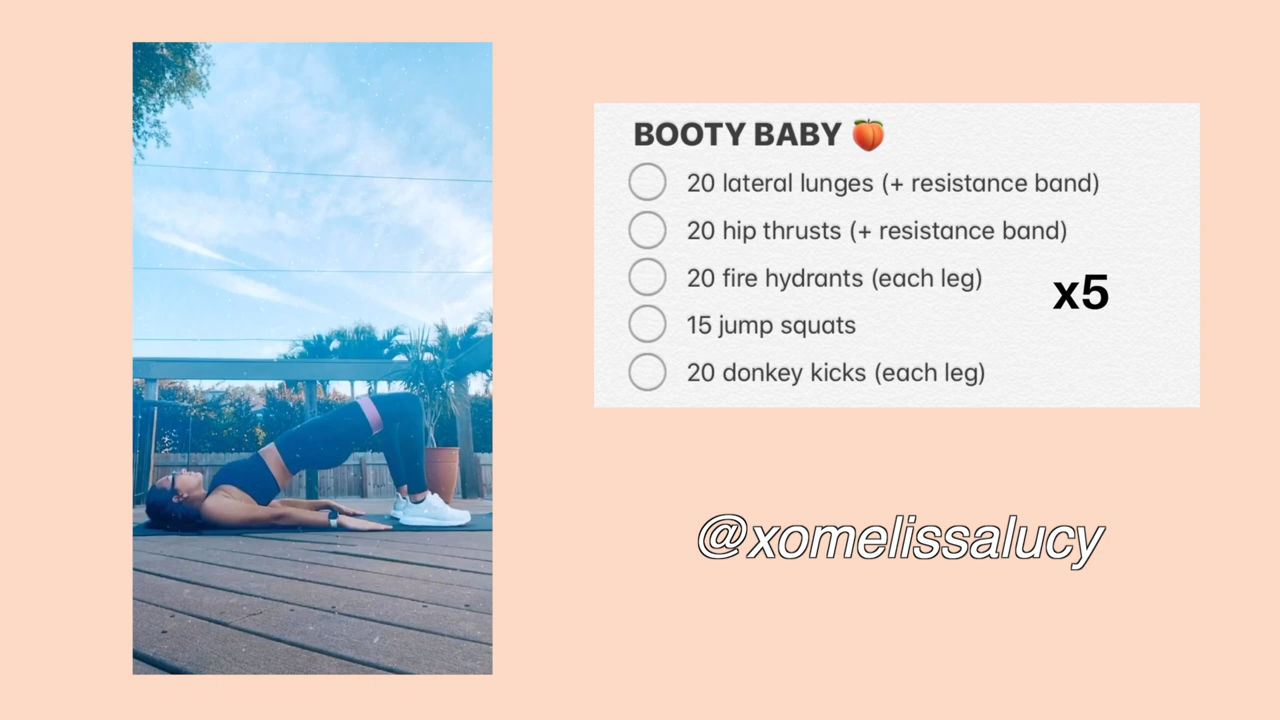 BOOTY BABY 🍑
20 lateral lunges (+ resistance band)
20 hip thrusts (+ resistance band)
20 fire hydrants (each leg)
x5
15 jump squats
20 donkey kicks (each leg)
@xomelissalucy